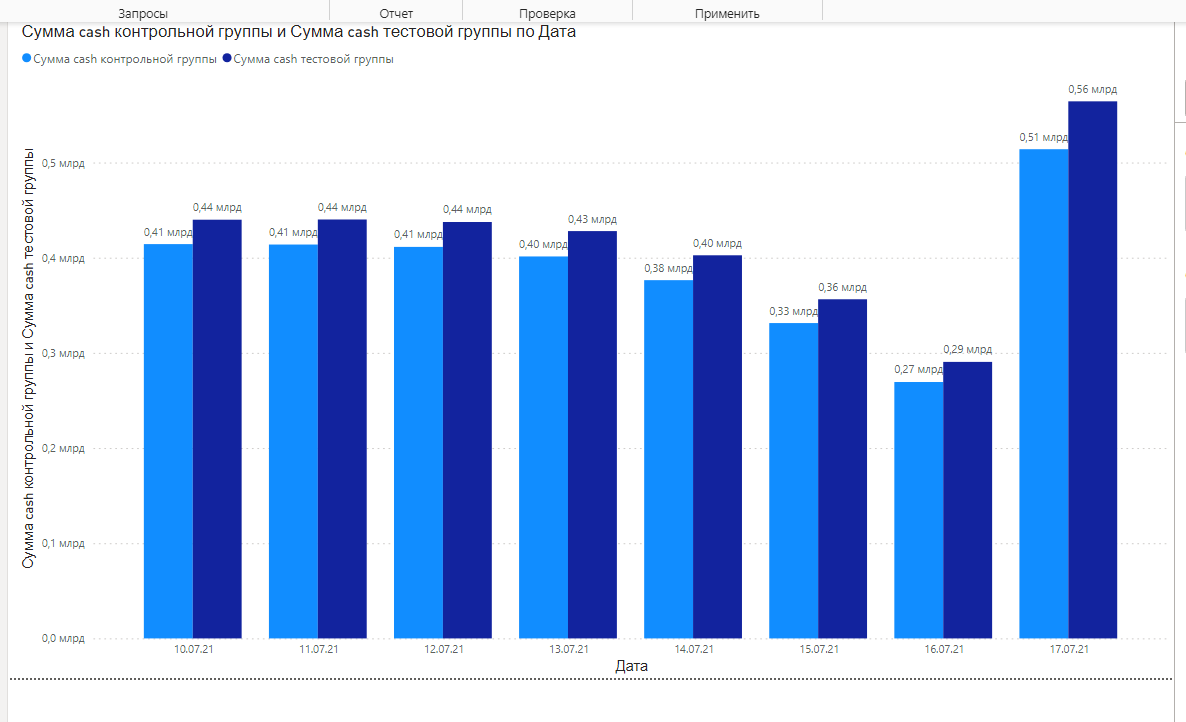 Запросы Отчет Проверка Применить
Сумма cash контрольной группы и Сумма cash тестовой группы по Дата
Сумма cash контрольной группы Сумма cash тестовой группы
Сумма cash контрольной группы и Сумма cash тестовой группы
0,5 млрд
0,4 млрд
0,3 млрд
0,2 млрд
0,1 млрд
0,0 млрд
0,41 млрд 0,44 млрд
0,41 млрд 0,44 млрд
0,41 млрд 0,44 млрд
0,40 млрд 0,43 млрд
0,38 млрд 0,40 млрд
0,33 млрд 0,36 млрд
0,27 млрд 0,29 млрд
0,51 млрд 0,56 млрд
10.07.21 11.07.21 12.07.21 13.07.21 14.07.21 15.07.21 16.07.21 17.07.21
Дата